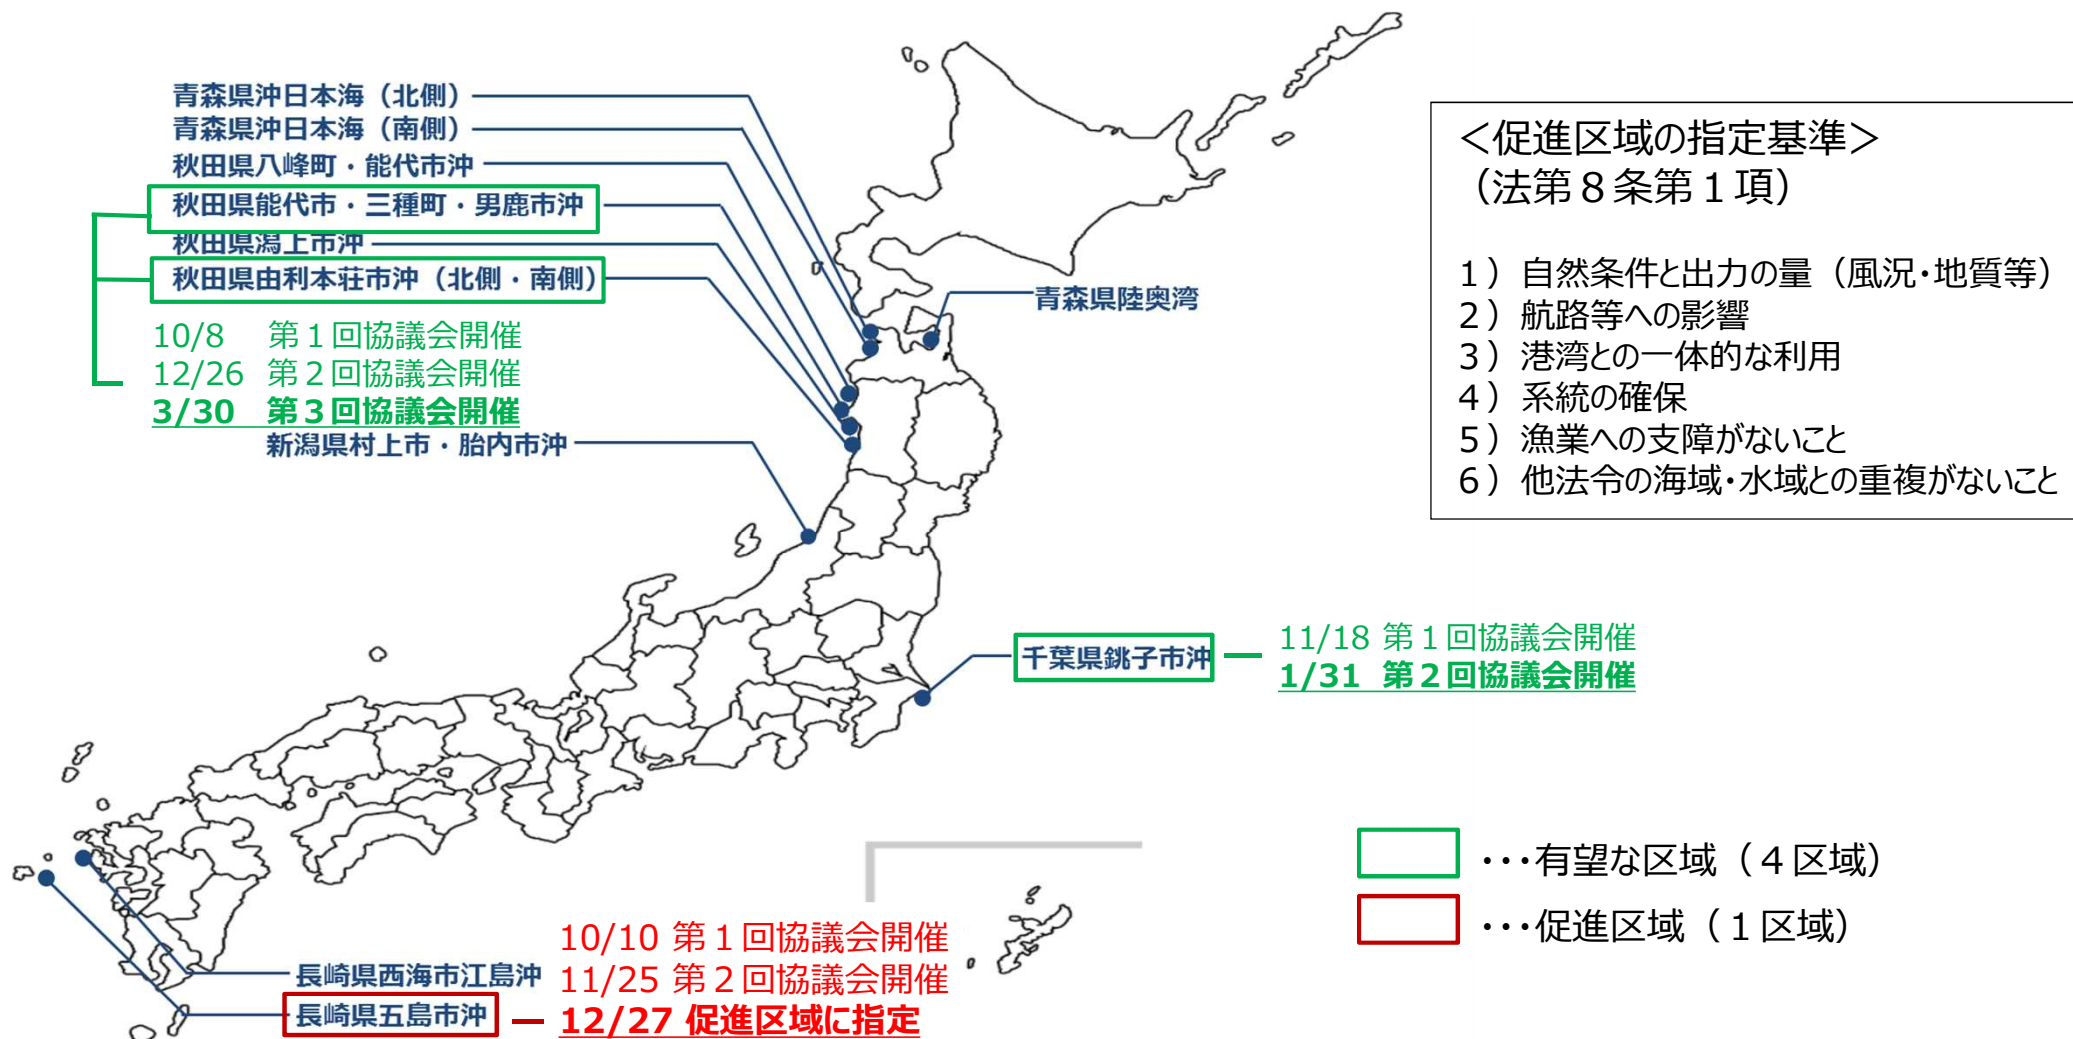 青森県沖日本海（北側）
青森県沖日本海（南側）
秋田県八峰町・能代市沖
秋田県能代市・三種町・男鹿市沖
秋田県潟上市沖
秋田県由利本荘市沖（北側・南側）
10/8 第１回協議会開催
12/26 第２回協議会開催
3/30 第３回協議会開催
新潟県村上市・胎内市沖
青森県陸奥湾
＜促進区域の指定基準＞
（法第８条第１項）
１）自然条件と出力の量（風況・地質等）
２）航路等への影響
３）港湾との一体的な利用
４）系統の確保
５）漁業への支障がないこと
６）他法令の海域・水域との重複がないこと
千葉県銚子市沖
11/18 第１回協議会開催
1/31 第２回協議会開催
長崎県西海市江島沖
長崎県五島市沖
10/10 第１回協議会開催
11/25 第２回協議会開催
12/27 促進区域に指定
・・・有望な区域（４区域）
・・・促進区域（１区域）